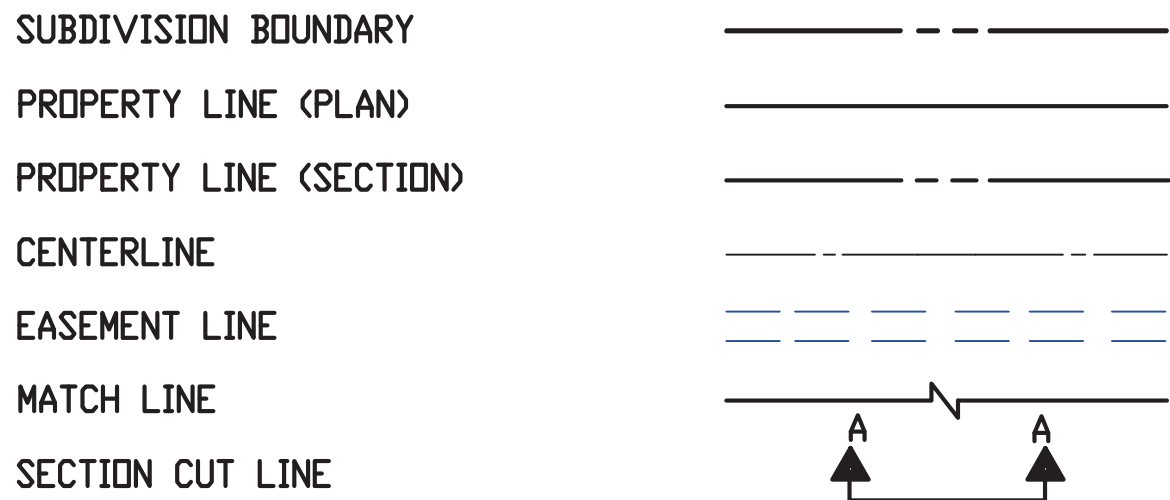 SUBDIVISION BOUNDARY
PROPERTY LINE (PLAN)
PROPERTY LINE (SECTION)
CENTERLINE
EASEMENT LINE
MATCH LINE
A A
SECTION CUT LINE